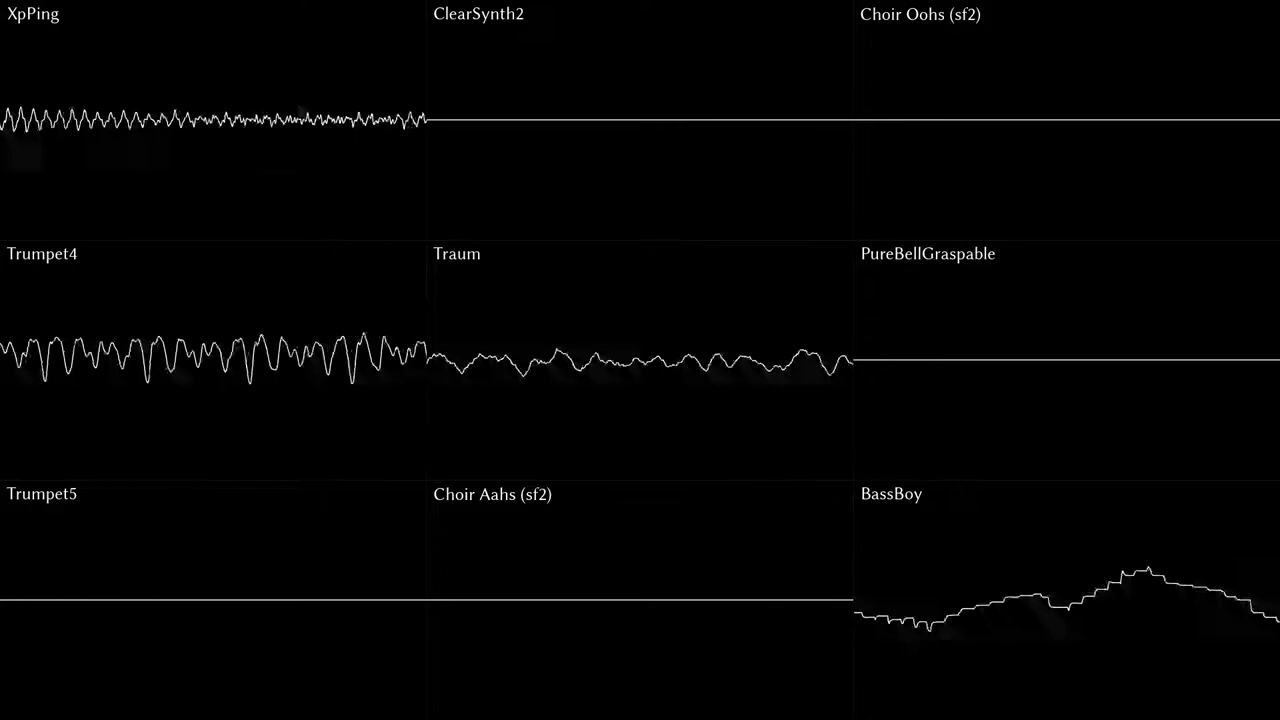 XpPing
ClearSynth2
Choir Oohs (sf2)
Trumpet4
Traum
PureBellGraspable
Trumpet5
Choir Aahs (sf2)
BassBoy